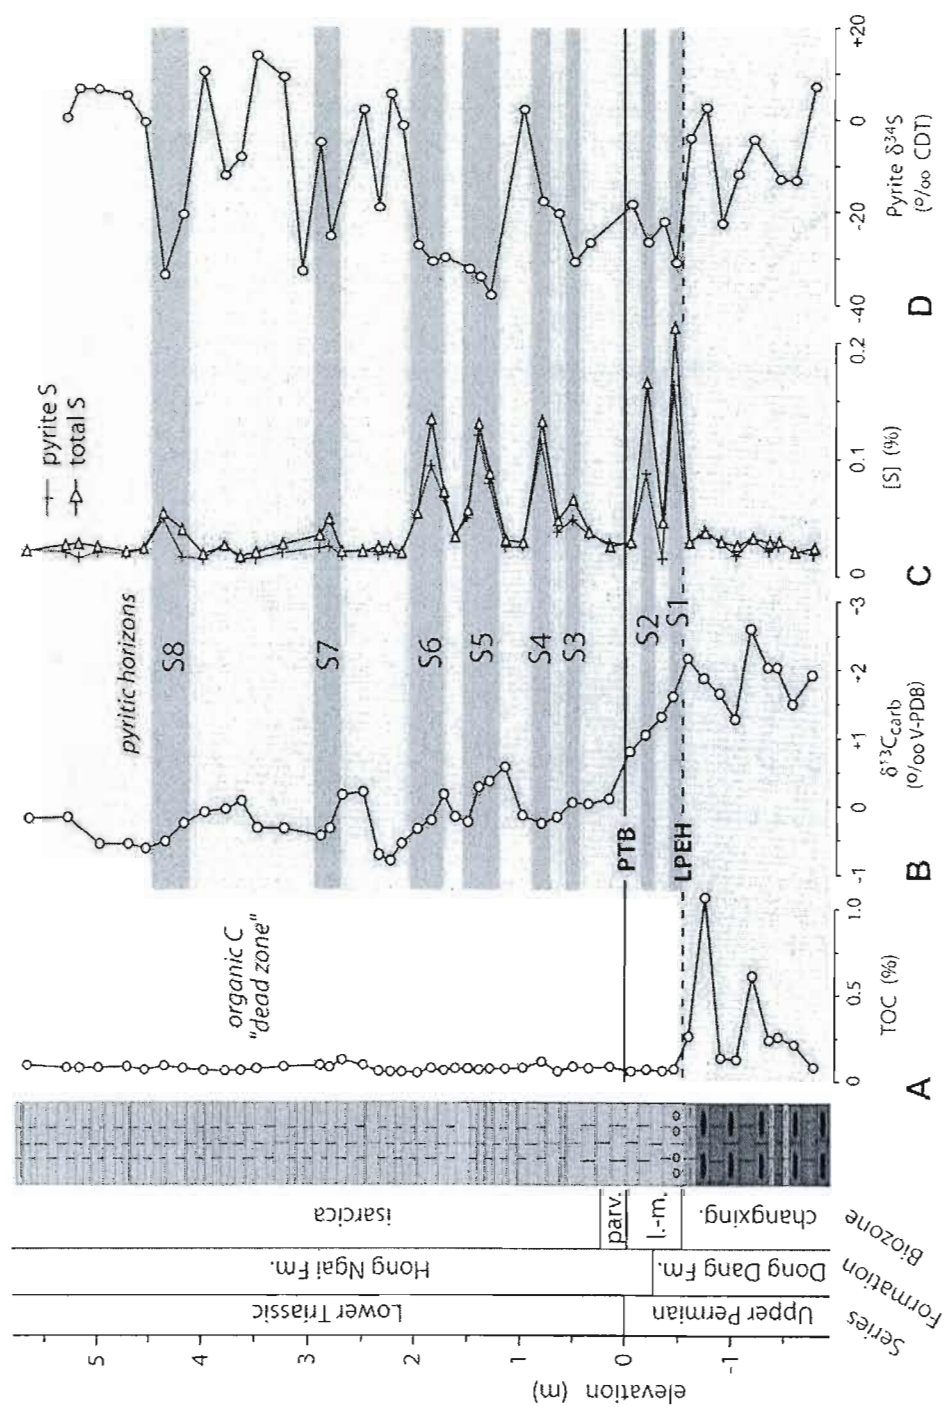 Series
Formation
Biozone
Lower Triassic
Upper Permian
Hong Ngai Fm.
Dong Dang Fm.
isarcica
parv.
l.-m.
changxing.
elevation (m)
5
4
3
2
1
0
-1
A
TOC (%)
0
0.5
1.0
organic C
"dead zone"
PTB
LPEH
B
δ13Ccarb
(o/oo V-PDB)
-1
0
+1
-2
-3
pyritic horizons
S8
S7
S6
S5
S4
S3
S2
S1
C
[S] (%)
0
0.1
0.2
pyrite S
total S
D
Pyrite δ34S
(o/oo CDT)
-40
-20
0
+20